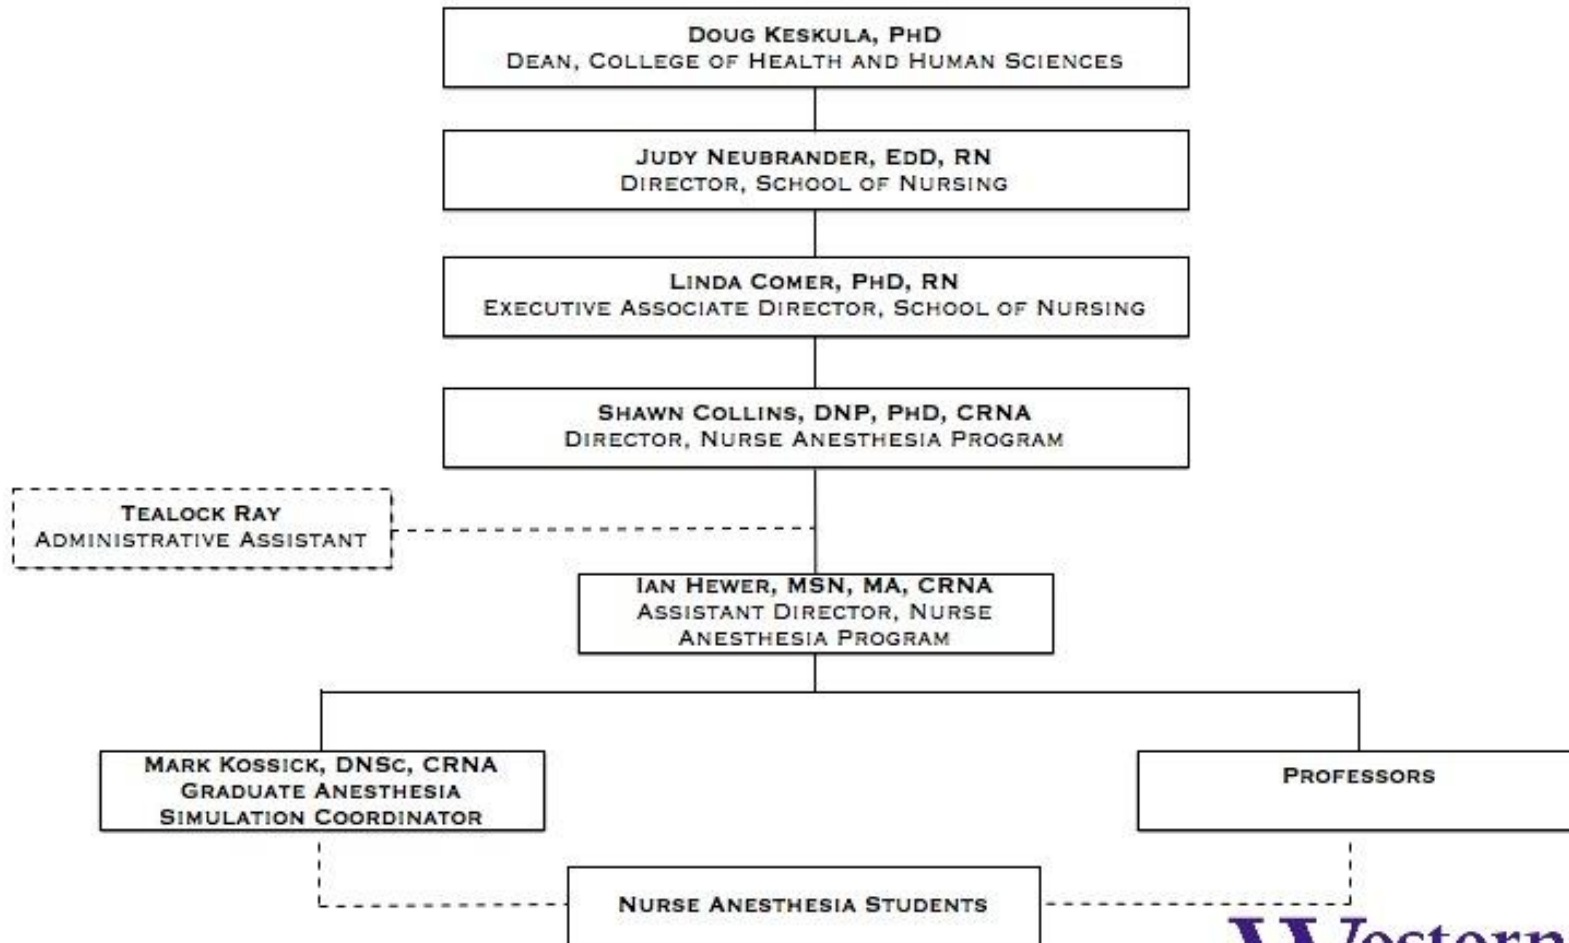 DOUG KESKULA, PHD
DEAN, COLLEGE OF HEALTH AND HUMAN SCIENCES
JUDY NEUBRANDER, EDD, RN
DIRECTOR, SCHOOL OF NURSING
LINDA COMER, PHD, RN
EXECUTIVE ASSOCIATE DIRECTOR, SCHOOL OF NURSING
SHAWN COLLINS, DNP, PHD, CRNA
DIRECTOR, NURSE ANESTHESIA PROGRAM
TEALOCK RAY
ADMINISTRATIVE ASSISTANT
IAN HEWER, MSN, MA, CRNA
ASSISTANT DIRECTOR, NURSE
ANESTHESIA PROGRAM
MARK KOSSICK, DNSC, CRNA
GRADUATE ANESTHESIA
SIMULATION COORDINATOR
PROFESSORS
NURSE ANESTHESIA STUDENTS
Western